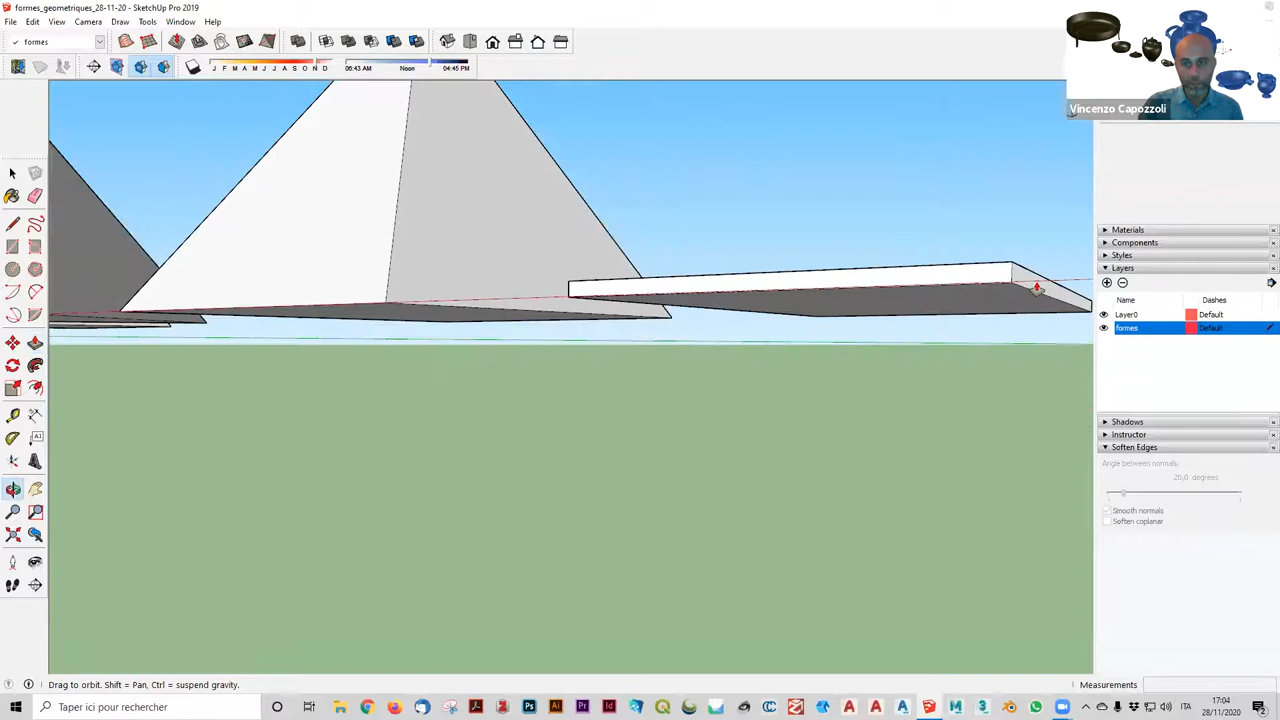 formes_geometriques_28-11-20 - SketchUp Pro 2019
File Edit View Camera Draw Tools Window Help
formes
J F M A M J J A S O N D
06:43 AM Noon 04:45 PM
Vincenzo Capozzoli
Materials
Components
Styles
Layers
Name Dashes
Layer0 Default
formes Default
Shadows
Instructor
Soften Edges
Angle between normals:
20,0 degrees
Smooth normals
Soften coplanar
Drag to orbit. Shift = Pan, Ctrl = suspend gravity.
Measurements
Taper ici pour rechercher
ITA
17:04
28/11/2020